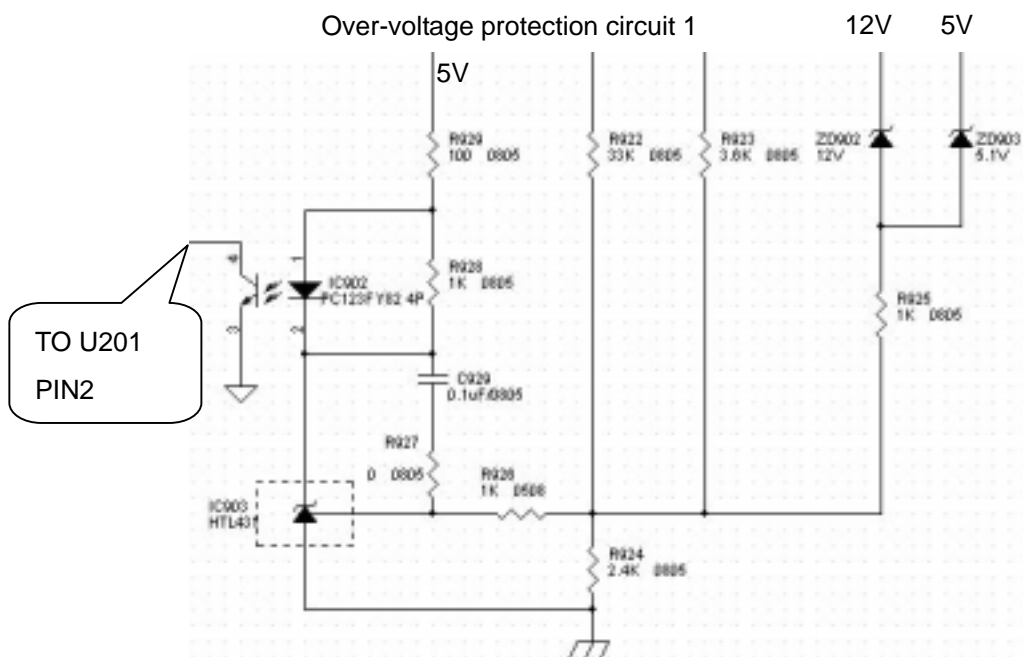 Over-voltage protection circuit 1
12V
5V
5V
R929
100 0805
R922
33K 0805
R923
3.6K 0805
ZD902
12V
ZD903
5.1V
4
3
1
2
IC902
PC123FY82 4P
R928
1K 0805
R925
1K 0805
TO U201
PIN2
C929
0.1uF/0805
R927
0 0805
R926
1K 0508
IC903
HTL431
R924
2.4K 0805